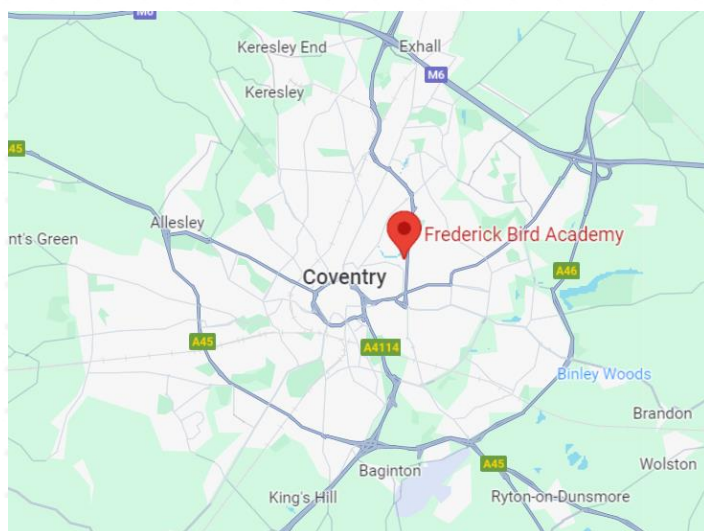 M6
Keresley End
Exhall
M6
Keresley
45
Allesley
nt's Green
Frederick Bird Academy
Coventry
A46
A45
A4114
Binley Woods
Brandon
A45
Wolston
Baginton
King's Hill
Ryton-on-Dunsmore